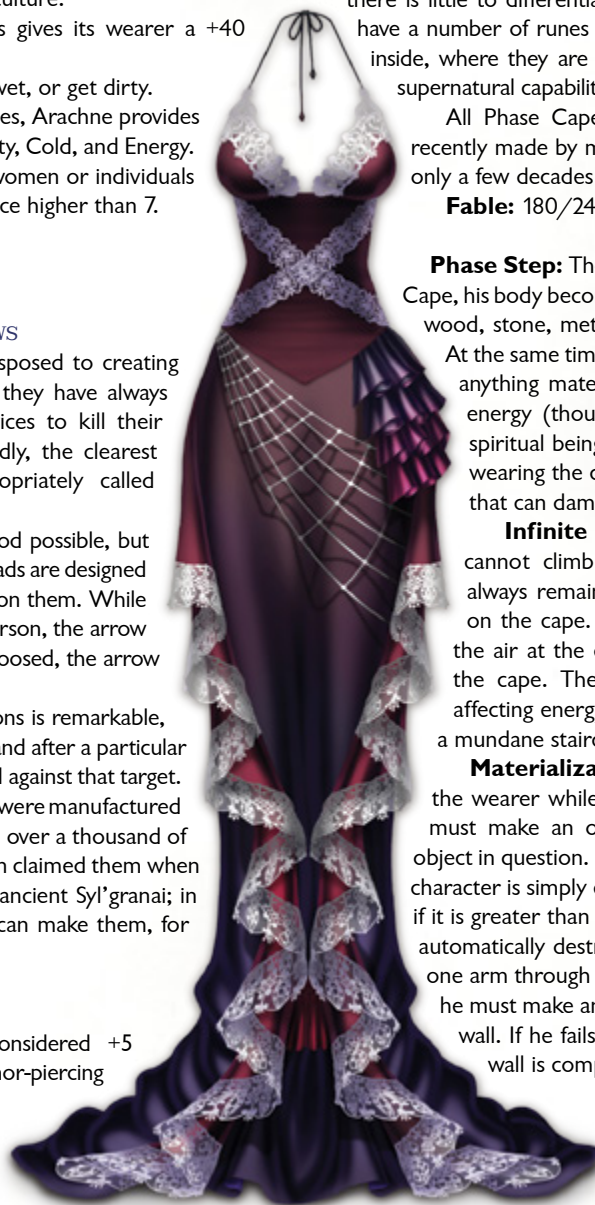 culture.
s gives its wearer a +40
wet, or get dirty.
es, Arachne provides
ty, Cold, and Energy.
women or individuals
ce higher than 7.
ws
sposed to creating
they have always
ices to kill their
dly, the clearest
opriately called
od possible, but
ads are designed
on them. While
rson, the arrow
oosed, the arrow
ons is remarkable,
and after a particular
l against that target.
were manufactured
over a thousand of
n claimed them when
ancient Syl’granai; in
can make them, for
onsidered +5
mor-piercing
there is little to differentia
have a number of runes
inside, where they are
supernatural capabilit
All Phase Cape
recently made by m
only a few decades
Fable: 180/24
Phase Step: Th
Cape, his body beco
wood, stone, met
At the same tim
anything mate
energy (thou
spiritual being
wearing the c
that can dam
Infinite
cannot climb
always remain
on the cape.
the air at the
the cape. The
affecting energ
a mundane stairc
Materializa
the wearer while
must make an o
object in question.
character is simply
if it is greater than
automatically destr
one arm through
he must make an
wall. If he fails
wall is comp